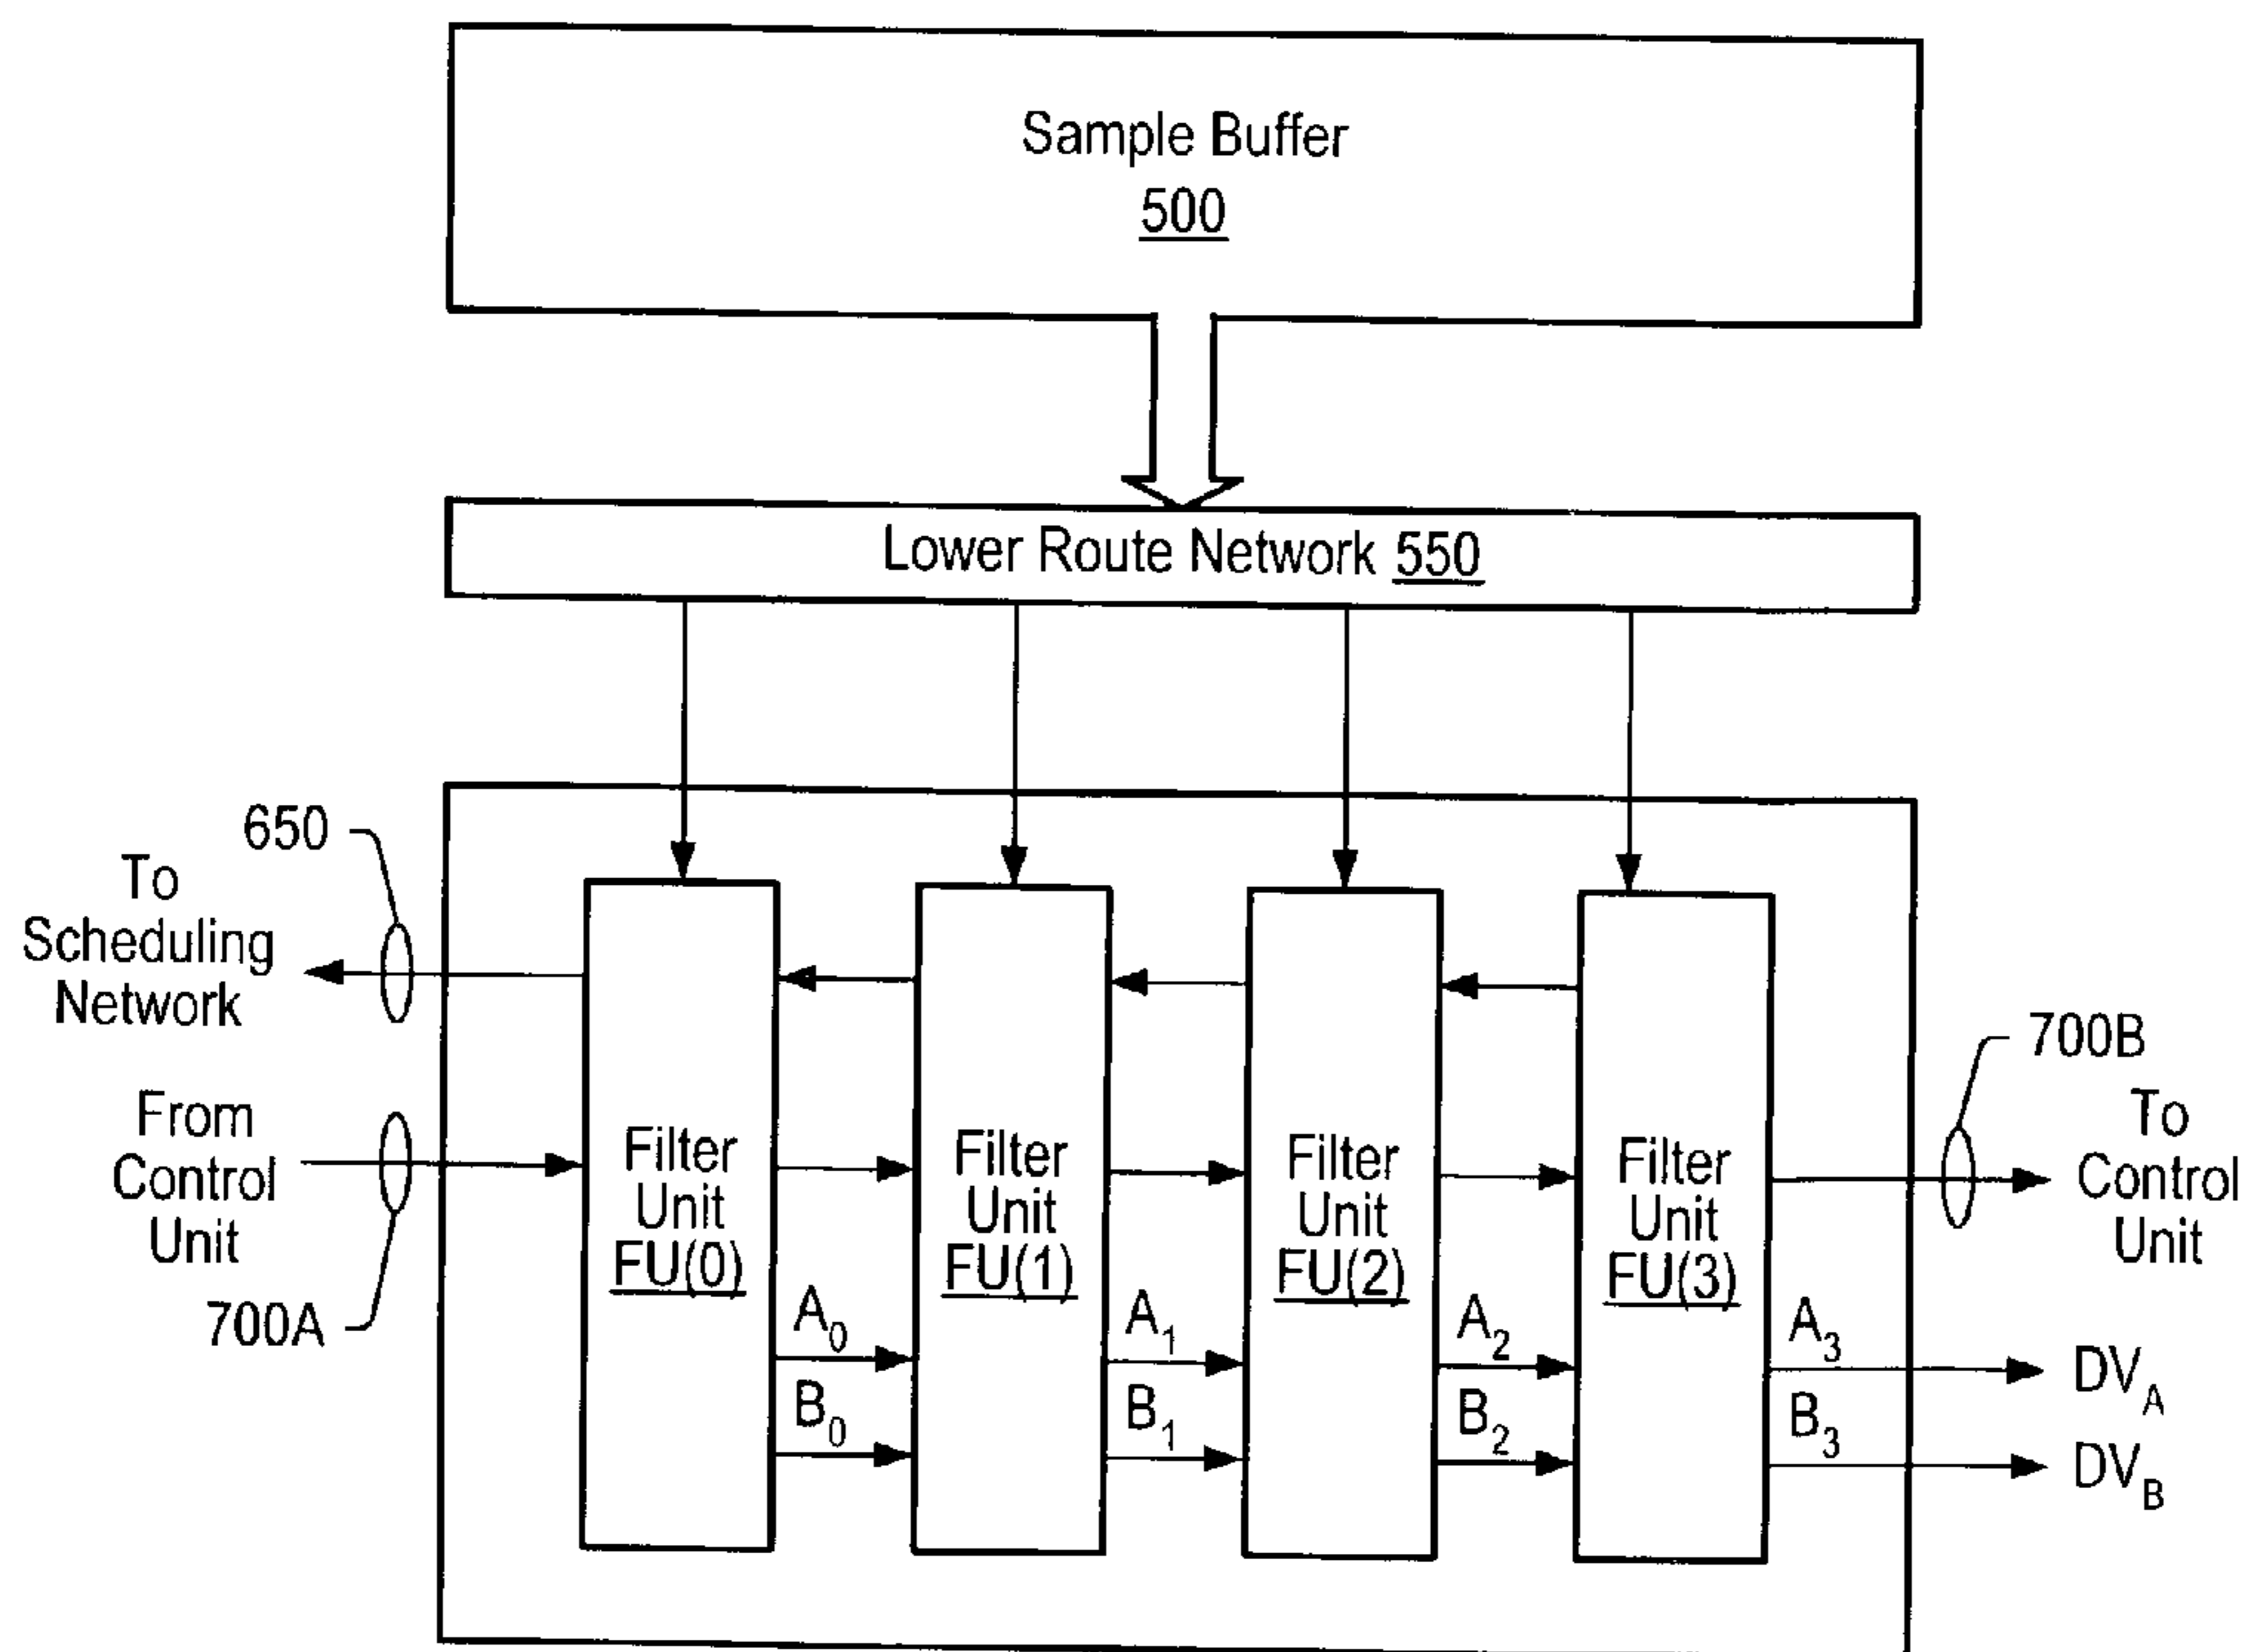 Sample Buffer
500
Lower Route Network 550
650
To
Scheduling
Network
From
Control
Unit
700A
Filter
Unit
FU(0)
A0
B0
Filter
Unit
FU(1)
A1
B1
Filter
Unit
FU(2)
A2
B2
Filter
Unit
FU(3)
A3
B3
700B
To
Control
Unit
DVA
DVB